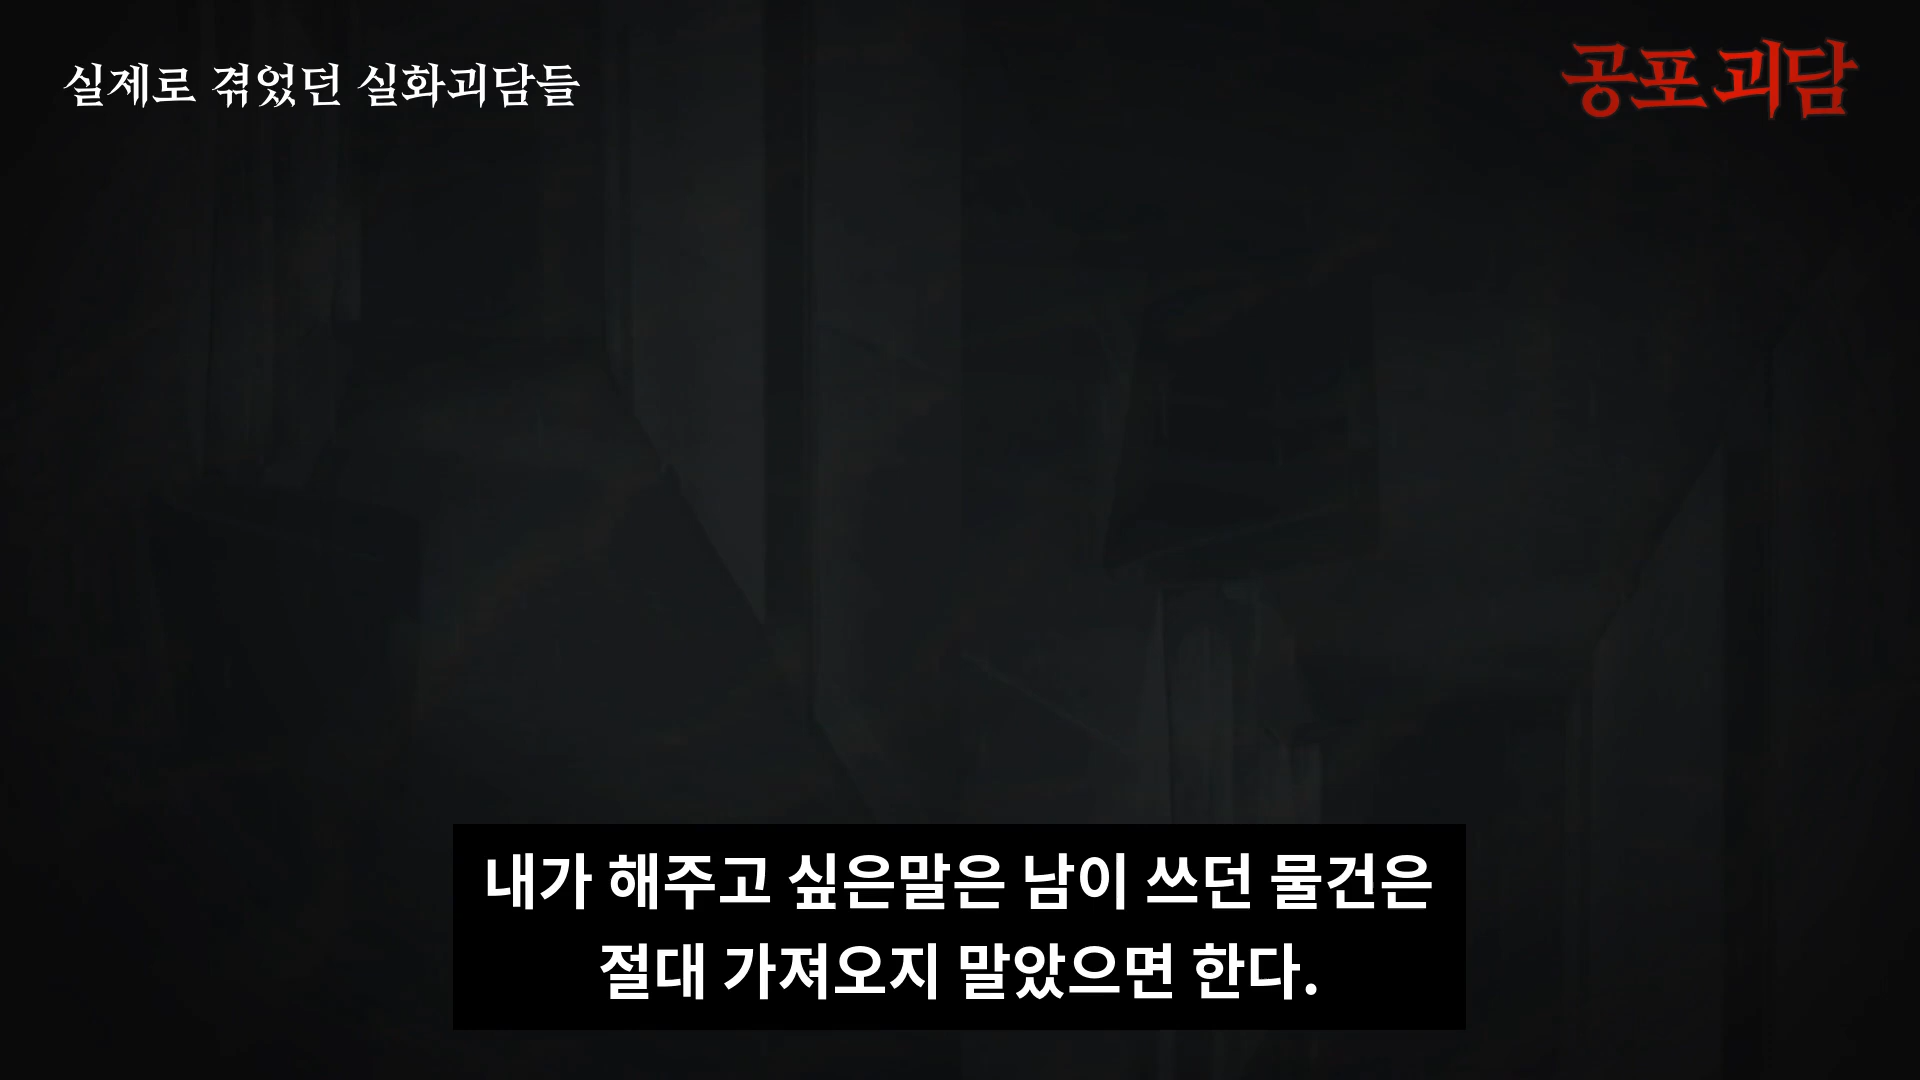 실제로 겪었던 실화괴담들
공포 괴담
내가 해주고 싶은말은 남이 쓰던 물건은
절대 가져오지 말았으면 한다.